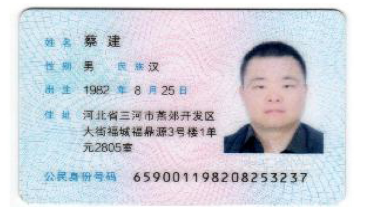 姓名 蔡建
性别 男 民族 汉
出生 1982 年 8 月 25 日
住址 河北省三河市燕郊开发区
大街福城福鼎源3号楼1单
元2805室
公民身份号码 659001198208253237